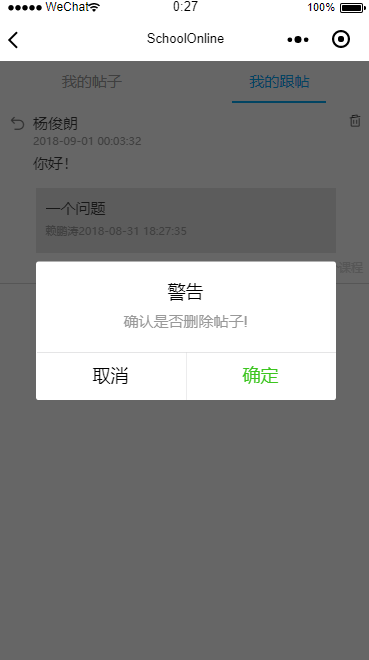 WeChat 0:27 100%
SchoolOnline
我的帖子 我的跟帖
杨俊朗
2018-09-01 00:03:32
你好！
一个问题
赖鹏涛2018-08-31 18:27:35
课程
警告
确认是否删除帖子!
取消 确定